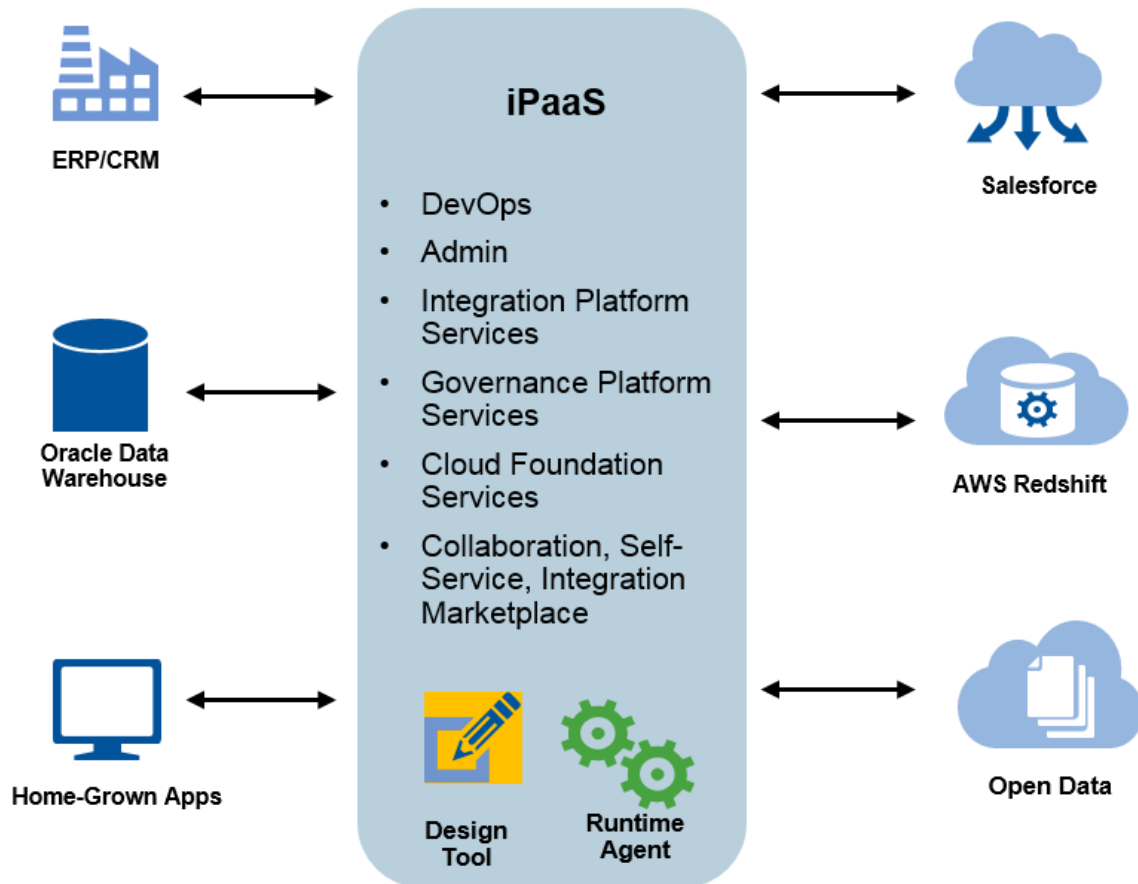 iPaaS
ERP/CRM
Salesforce
• DevOps
• Admin
• Integration Platform
Services
• Governance Platform
Services
Oracle Data
Warehouse
AWS Redshift
• Cloud Foundation
Services
• Collaboration, Self-
Service, Integration
Marketplace
Home-Grown Apps
Open Data
Design
Tool
Runtime
Agent